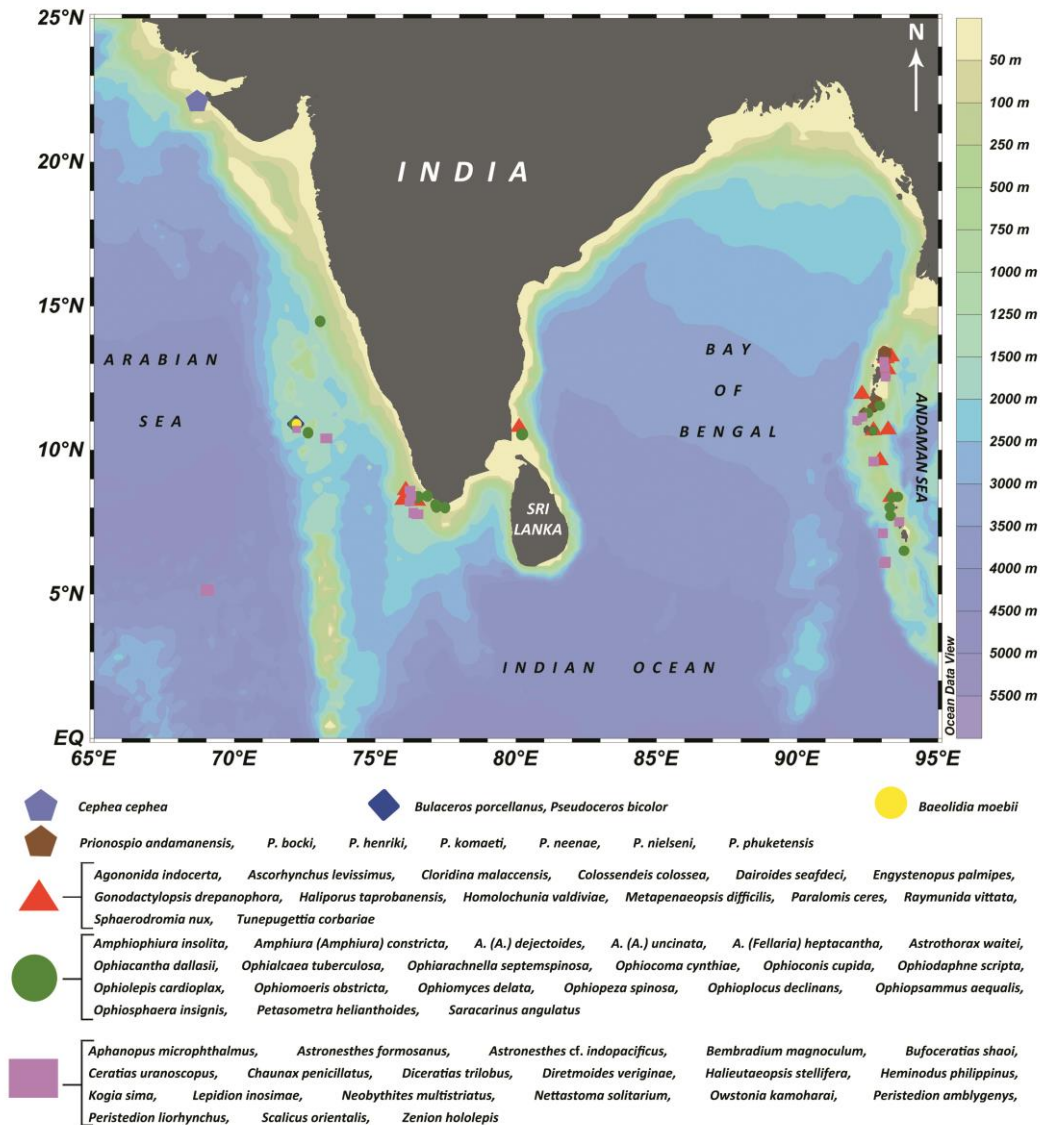 25°N
20°N
15°N
10°N
5°N
EQ
65°E 70°E 75°E 80°E 85°E 90°E 95°E
N
INDIA
ARABIAN
SEA
BAY
OF
BENGAL
ANDAMAN SEA
SRI
LANKA
INDIAN OCEAN
Ocean Data View
50 m
100 m
250 m
500 m
750 m
1000 m
1250 m
1500 m
2000 m
2500 m
3000 m
3500 m
4000 m
4500 m
5000 m
5500 m
Cephea cephea Bulaceros porcellanus, Pseudoceros bicolor Baeolidia moebii
Prionospio andamanensis, P. bocki, P. henriki, P. komaeti, P. neenae, P. nielseni, P. phuketensis
Agononida indocerta, Ascorhynchus levissimus, Cloridina malaccensis, Colossendeis colossea, Dairoides seafdeci, Engystenopus palmipes,
Gonodactylopsis drepanophora, Haliporus taprobanensis, Homolochunia valdiviae, Metapenaeopsis difficilis, Paralomis ceres, Raymunida vittata,
Sphaerodromia nux, Tunepugettia corbariae
Amphiophiura insolita, Amphiura (Amphiura) constricta, A. (A.) dejectoides, A. (A.) uncinata, A. (Fellaria) heptacantha, Astrothorax waitei,
Ophiacantha dallasii, Ophialcaea tuberculosa, Ophiarachnella septemspinosa, Ophiocoma cynthiae, Ophioconis cupida, Ophiodaphne scripta,
Ophiolepis cardioplax, Ophiomoeris obstricta, Ophiomyces delata, Ophiopeza spinosa, Ophioplocus declinans, Ophiopsammus aequalis,
Ophiosphaera insignis, Petasometra helianthoides, Saracarinus angulatus
Aphanopus microphthalmus, Astronesthes formosanus, Astronesthes cf. indopacificus, Bembradium magnoculum, Bufoceratias shaoi,
Ceratias uranoscopus, Chaunax penicillatus, Diceratias trilobus, Diretmoides veriginae, Halieutaeopsis stellifera, Heminodus philippinus,
Kogia sima, Lepidion inosimae, Neobythites multistriatus, Nettastoma solitarium, Owstonia kamoharai, Peristedion amblygenys,
Peristedion liorhynchus, Scalicus orientalis, Zenion hololepis